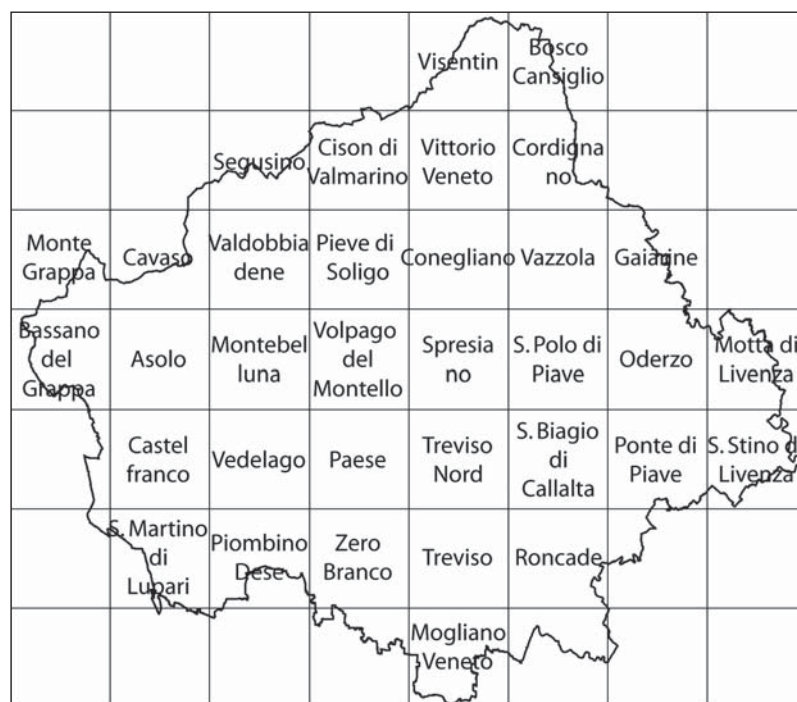 Visentin
Bosco
Cansiglio
Segusino
Cison di
Valmarino
Vittorio
Veneto
Cordigna
no
Monte
Grappa
Cavaso
Valdobbia
dene
Pieve di
Soligo
Conegliano
Vazzola
Gaiarine
Bassano
del
Grappa
Asolo
Montebel
luna
Volpago
del
Montello
Spresia
no
S. Polo di
Piave
Oderzo
Motta di
Livenza
Castel
franco
Vedelago
Paese
Treviso
Nord
S. Biagio
di
Callalta
Ponte di
Piave
S. Stino di
Livenza
S. Martino
di
Lupari
Piombino
Dese
Zero
Branco
Treviso
Roncade
Mogliano
Veneto